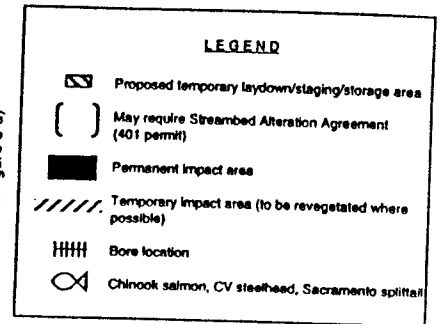 LEGEND
Proposed temporary laydown/staging/storage area
May require Streambed Alteration Agreement
(401 permit)
Permanent impact area
Temporary impact area (to be revegetated where
possible)
Bore location
Chinook salmon, CV steelhead, Sacramento splittail